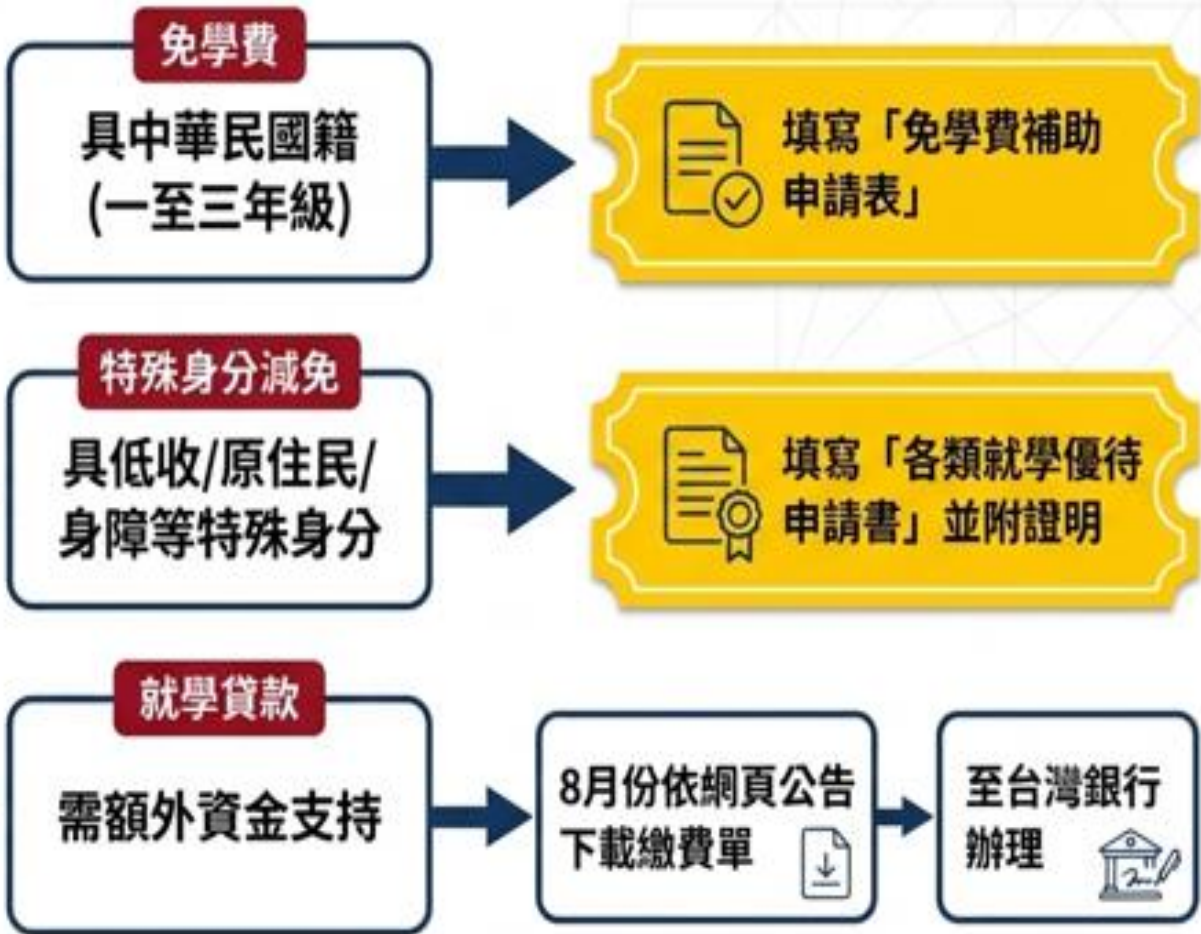 免學費
具中華民國籍
(一至三年級)
填寫「免學費補助
申請表」
特殊身分減免
具低收/原住民/
身障等特殊身分
填寫「各類就學優待
申請書」並附證明
就學貸款
需額外資金支持
8月份依網頁公告
下載繳費單
至台灣銀行
辦理